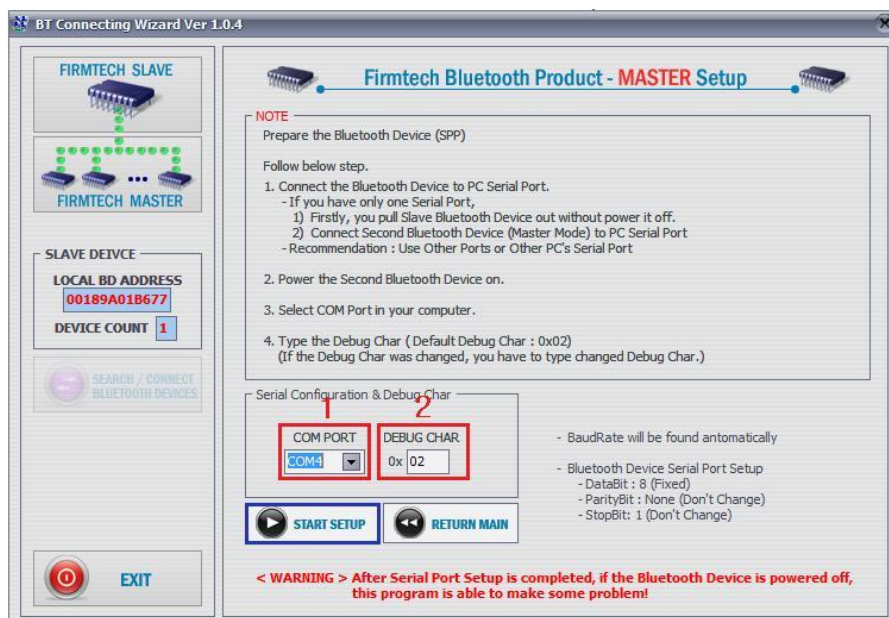 BT Connecting Wizard Ver 1.0.4
FIRMTECH SLAVE
FIRMTECH MASTER
SLAVE DEIVCE
LOCAL BD ADDRESS
00189A01B677
DEVICE COUNT 1
SEARCH / CONNECT
BLUETOOTH DEVICES
EXIT
Firmtech Bluetooth Product - MASTER Setup
NOTE
Prepare the Bluetooth Device (SPP)
Follow below step.
1. Connect the Bluetooth Device to PC Serial Port.
- If you have only one Serial Port,
1) Firstly, you pull Slave Bluetooth Device out without power it off.
2) Connect Second Bluetooth Device (Master Mode) to PC Serial Port
- Recommendation : Use Other Ports or Other PC's Serial Port
2. Power the Second Bluetooth Device on.
3. Select COM Port in your computer.
4. Type the Debug Char ( Default Debug Char : 0x02)
(If the Debug Char was changed, you have to type changed Debug Char.)
Serial Configuration & Debug Char
1 2
COM PORT DEBUG CHAR
COM4 0x 02
START SETUP RETURN MAIN
- BaudRate will be found antomatically
- Bluetooth Device Serial Port Setup
- DataBit : 8 (Fixed)
- ParityBit : None (Don't Change)
- StopBit: 1 (Don't Change)
< WARNING > After Serial Port Setup is completed, if the Bluetooth Device is powered off,
this program is able to make some problem!